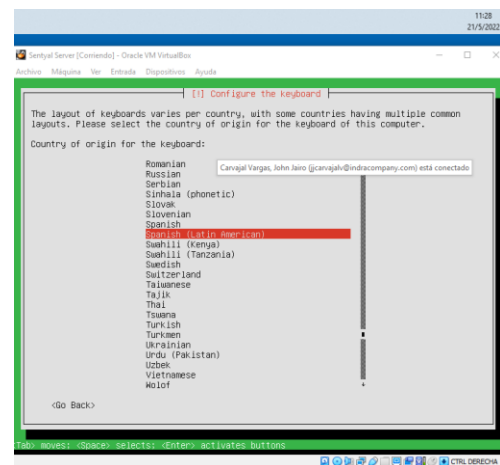 11:28
21/5/2022
Sentyal Server [Corriendo] - Oracle VM VirtualBox
Archivo Máquina Ver Entrada Dispositivos Ayuda
[!] Configure the keyboard
The layout of keyboards varies per country, with some countries having multiple common
layouts. Please select the country of origin for the keyboard of this computer.
Country of origin for the keyboard:
Romanian
Carvajal Vargas, John Jairo (jjcarvajalv@indracompany.com) está conectado
Russian
Serbian
Sinhala (phonetic)
Slovak
Slovenian
Spanish
Spanish (Latin American)
Swahili (Kenya)
Swahili (Tanzania)
Swedish
Switzerland
Taiwanese
Tajik
Thai
Tswana
Turkish
Turkmen
Ukrainian
Urdu (Pakistan)
Uzbek
Vietnamese
Wolof
<Go Back>
<Tab> moves; <Space> selects; <Enter> activates buttons
CTRL DERECHA